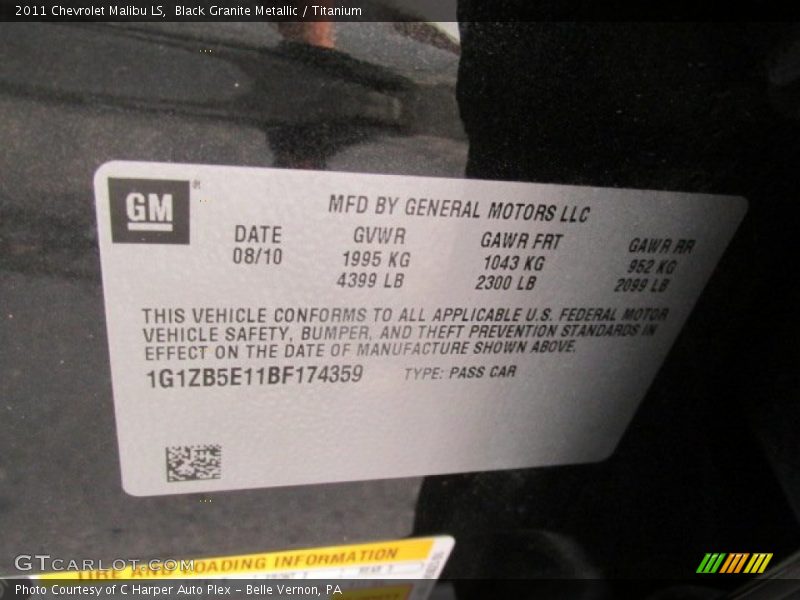 2011 Chevrolet Malibu LS, Black Granite Metallic / Titanium
GM ®
MFD BY GENERAL MOTORS LLC
DATE GVWR GAWR FRT GAWR RR
08/10 1995 KG 1043 KG 952 KG
4399 LB 2300 LB 2099 LB
THIS VEHICLE CONFORMS TO ALL APPLICABLE U.S. FEDERAL MOTOR
VEHICLE SAFETY, BUMPER, AND THEFT PREVENTION STANDARDS IN
EFFECT ON THE DATE OF MANUFACTURE SHOWN ABOVE.
1G1ZB5E11BF174359 TYPE: PASS CAR
TIRE AND LOADING INFORMATION
GTcarlot.com
Photo Courtesy of C Harper Auto Plex – Belle Vernon, PA